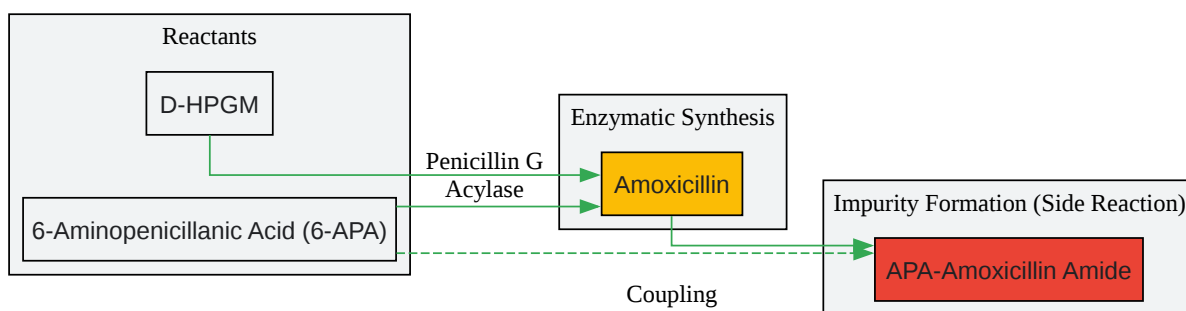 Reactants
D-HPGM
6-Aminopenicillanic Acid (6-APA)
Penicillin G
Acylase
Enzymatic Synthesis
Amoxicillin
Coupling
Impurity Formation (Side Reaction)
APA-Amoxicillin Amide